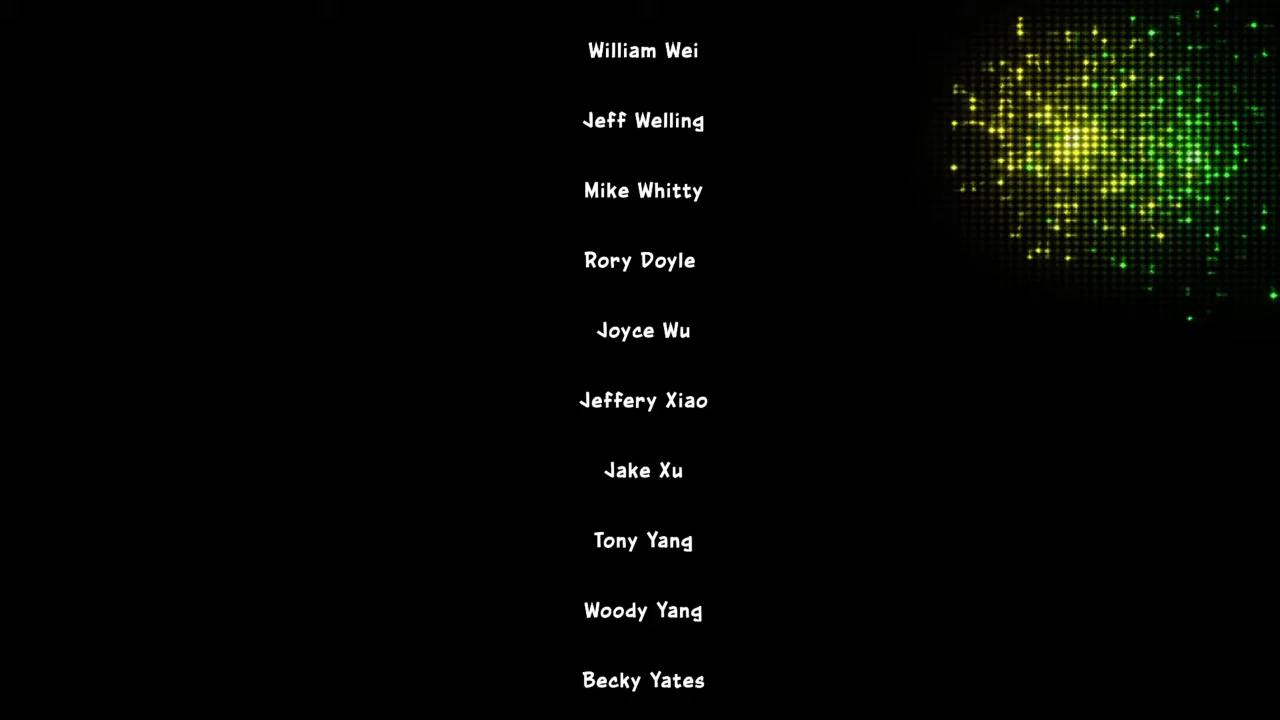 William Wei
Jeff Welling
Mike Whitty
Rory Doyle
Joyce Wu
Jeffery Xiao
Jake Xu
Tony Yang
Woody Yang
Becky Yates